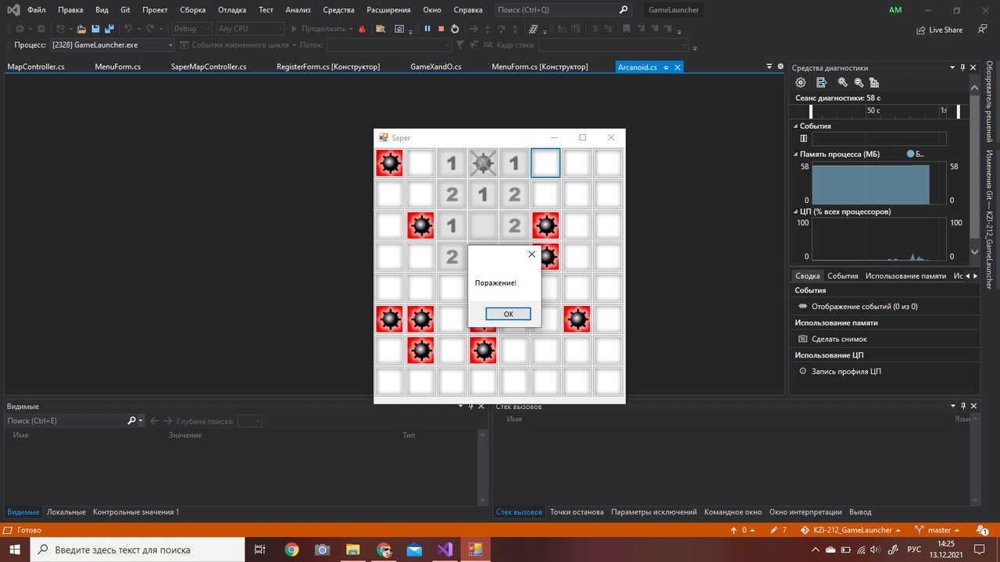 Файл Правка Вид Git Проект Сборка Отладка Тест Анализ Средства Расширения Окно Справка Поиск (Ctrl+Q) GameLauncher AM
Debug Any CPU Продолжить Live Share
Процесс: [2328] GameLauncher.exe События жизненного цикла Поток: Кадр стека:
MapController.cs MenuForm.cs SaperMapController.cs RegisterForm.cs [Конструктор] GameXandO.cs MenuForm.cs [Конструктор] Arcanoid.cs
Средства диагностики
Сеанс диагностики: 58 с
50 с
События
Память процесса (МБ) Б..
58 58
0 0
ЦП (% всех процессоров)
100 100
0 0
Сводка События Использование памяти Ис
События
Отображение событий (0 из 0)
Использование памяти
Сделать снимок
Использование ЦП
Запись профиля ЦП
Обозреватель решений
Изменения Git — KZI-212_GameLauncher
Saper
1 1
2 1 2
1 2
2
Поражение!
OK
Видимые
Поиск (Ctrl+E) Глубина поиска:
Имя Значение Тип
Видимые Локальные Контрольные значения 1
Стек вызовов
Имя Язык
Стек вызовов Точки останова Параметры исключений Командное окно Окно интерпретации Вывод
Готово 0 7 KZI-212_GameLauncher master 1
Введите здесь текст для поиска
РУС
14:25
13.12.2021